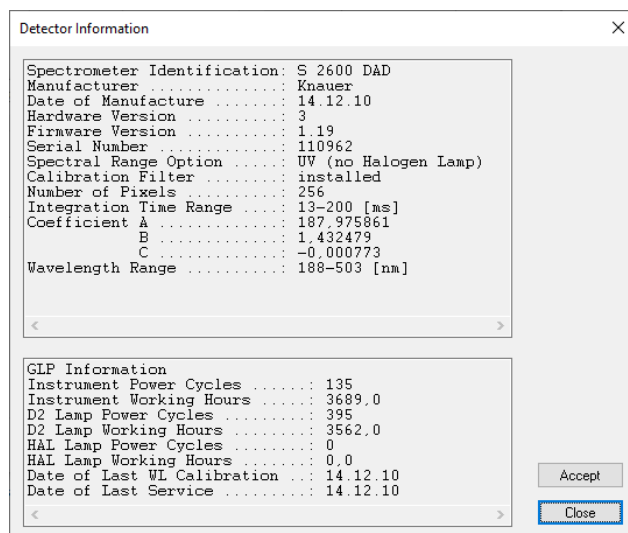 Detector Information
Spectrometer Identification: S 2600 DAD
Manufacturer ...............: Knauer
Date of Manufacture .......: 14.12.10
Hardware Version ..........: 3
Firmware Version ..........: 1.19
Serial Number .............: 110962
Spectral Range Option .....: UV (no Halogen Lamp)
Calibration Filter ........: installed
Number of Pixels ..........: 256
Integration Time Range ....: 13-200 [ms]
Coefficient A .............: 187,975861
B .............: 1,432479
C .............: -0,000773
Wavelength Range ..........: 188-503 [nm]
GLP Information
Instrument Power Cycles ......: 135
Instrument Working Hours .....: 3689,0
D2 Lamp Power Cycles .........: 395
D2 Lamp Working Hours ........: 3562,0
HAL Lamp Power Cycles ........: 0
HAL Lamp Working Hours .......: 0,0
Date of Last WL Calibration ..: 14.12.10
Date of Last Service .........: 14.12.10
Accept
Close